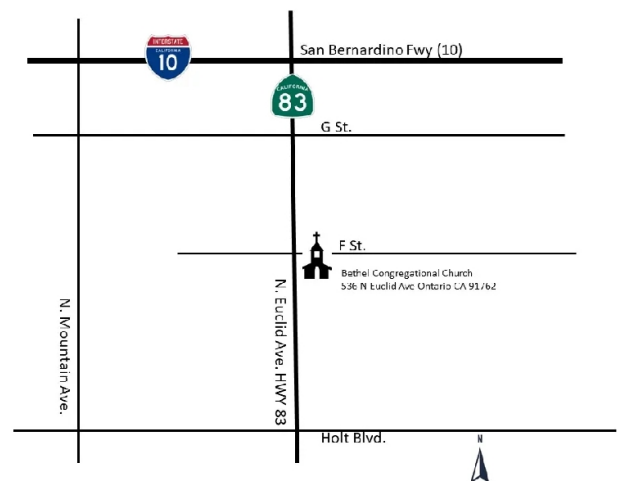 INTERSTATE
CALIFORNIA
10
San Bernardino Fwy (10)
CALIFORNIA
83
G St.
F St.
Bethel Congregational Church
536 N Euclid Ave Ontario CA 91762
N. Mountain Ave.
N. Euclid Ave. HWY 83
Holt Blvd.
N